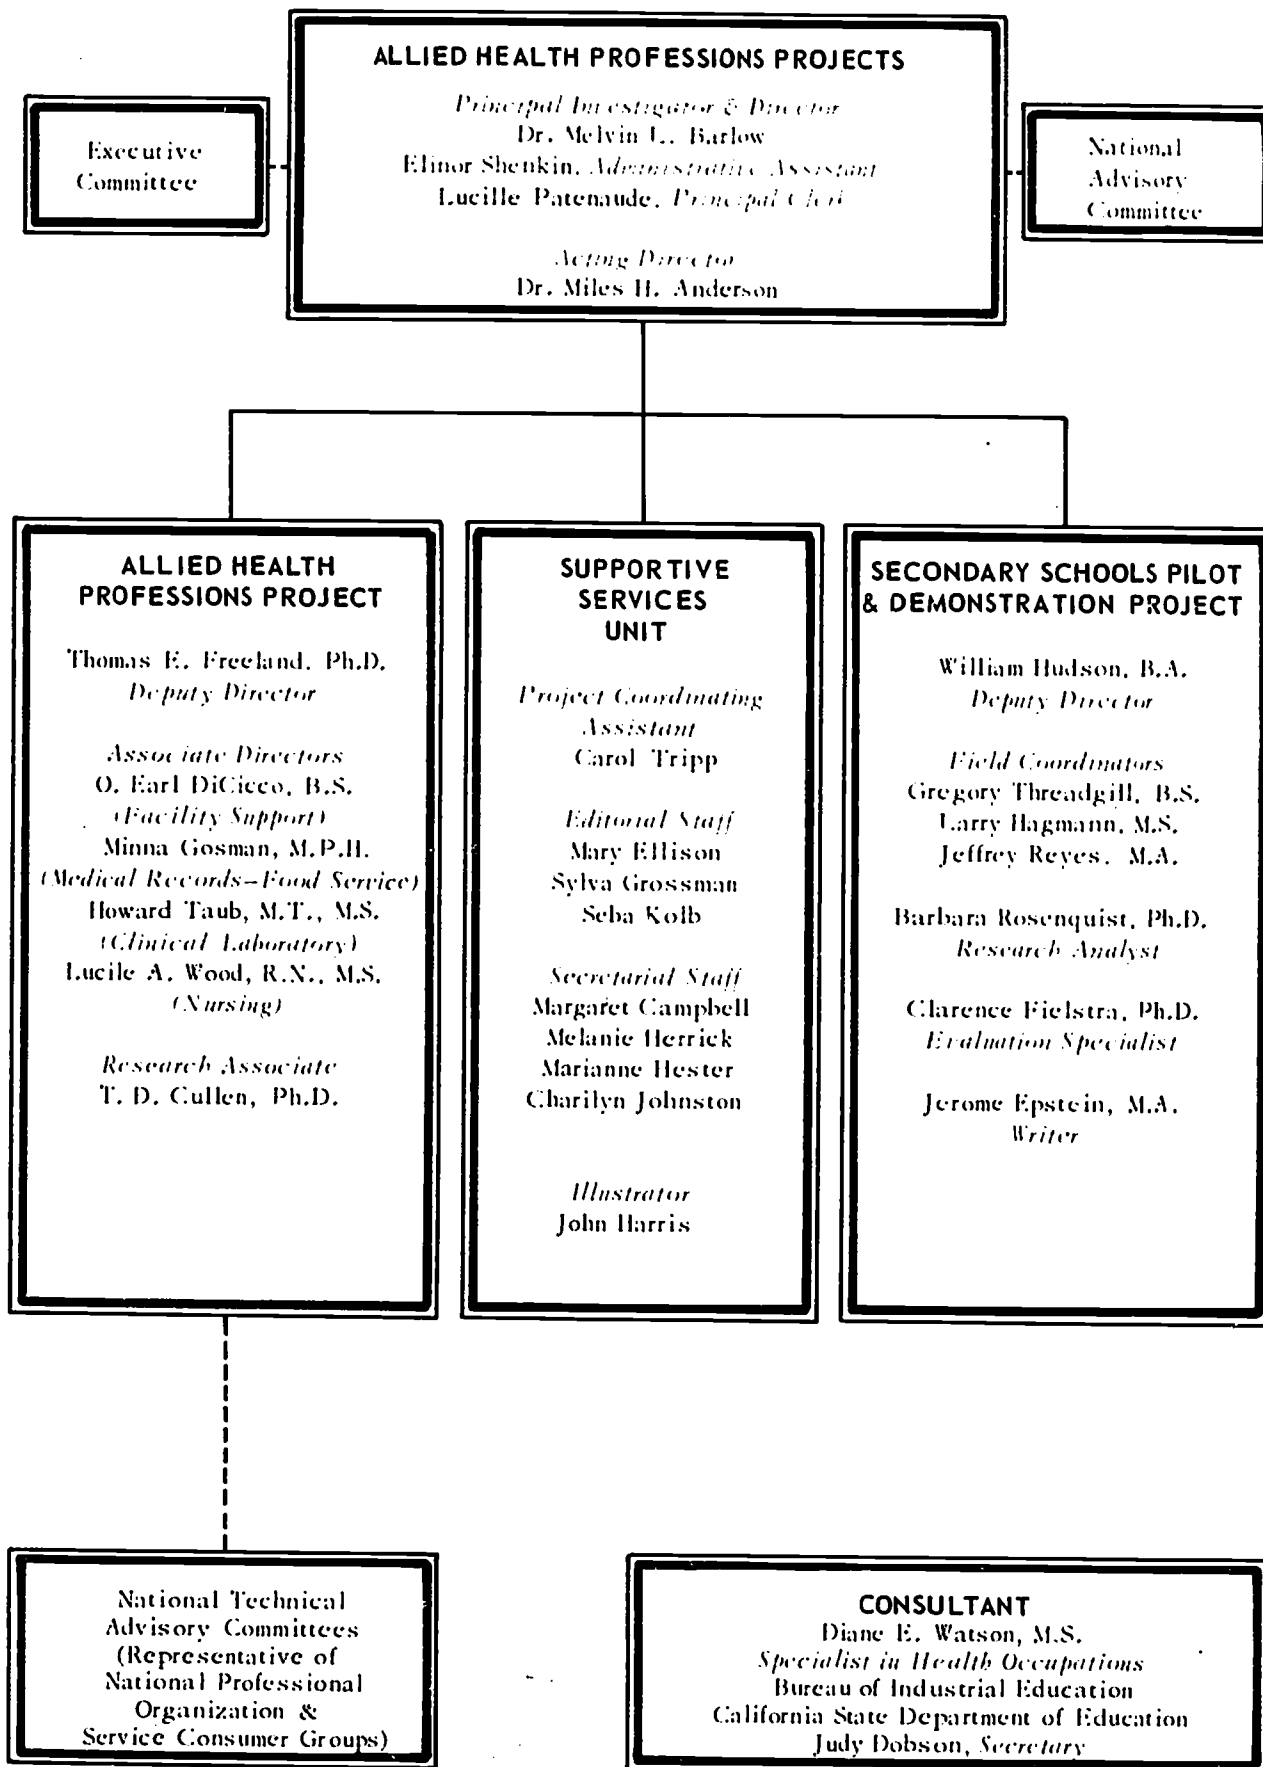 ALLIED HEALTH PROFESSIONS PROJECTS
Principal Investigator & Director
Dr. Melvin L. Barlow
Elinor Shenkin, Administrative Assistant
Lucille Patenaude, Principal Clerk
Acting Director
Dr. Miles H. Anderson
Executive
Committee
National
Advisory
Committee
ALLIED HEALTH
PROFESSIONS PROJECT
Thomas E. Freeland, Ph.D.
Deputy Director
Associate Directors
O. Earl DiCicco, B.S.
(Facility Support)
Minna Gosman, M.P.H.
(Medical Records–Food Service)
Howard Taub, M.T., M.S.
(Clinical Laboratory)
Lucile A. Wood, R.N., M.S.
(Nursing)
Research Associate
T. D. Cullen, Ph.D.
SUPPORTIVE
SERVICES
UNIT
Project Coordinating
Assistant
Carol Tripp
Editorial Staff
Mary Ellison
Sylva Grossman
Seba Kolb
Secretarial Staff
Margaret Campbell
Melanie Herrick
Marianne Hester
Charilyn Johnston
Illustrator
John Harris
SECONDARY SCHOOLS PILOT
& DEMONSTRATION PROJECT
William Hudson, B.A.
Deputy Director
Field Coordinators
Gregory Threadgill, B.S.
Larry Hagmann, M.S.
Jeffrey Reyes, M.A.
Barbara Rosenquist, Ph.D.
Research Analyst
Clarence Fielstra, Ph.D.
Evaluation Specialist
Jerome Epstein, M.A.
Writer
National Technical
Advisory Committees
(Representative of
National Professional
Organization &
Service Consumer Groups)
CONSULTANT
Diane E. Watson, M.S.
Specialist in Health Occupations
Bureau of Industrial Education
California State Department of Education
Judy Dobson, Secretary